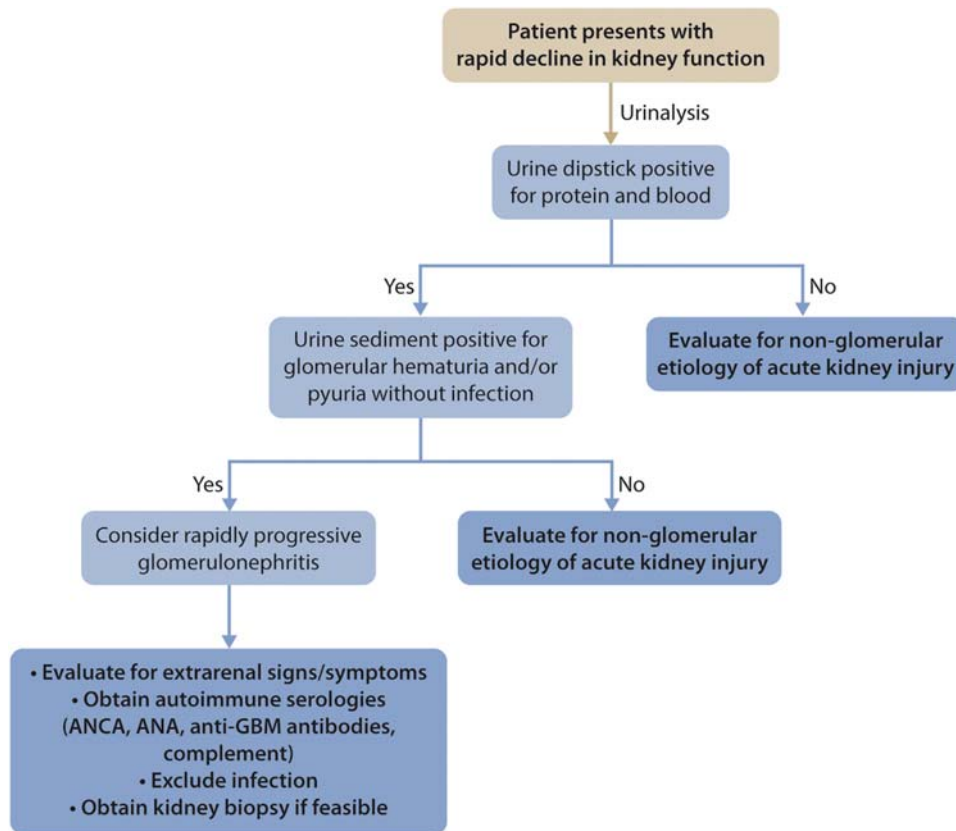 Patient presents with
rapid decline in kidney function
Urinalysis
Urine dipstick positive
for protein and blood
Yes
No
Urine sediment positive for
glomerular hematuria and/or
pyuria without infection
Evaluate for non-glomerular
etiology of acute kidney injury
Yes
No
Consider rapidly progressive
glomerulonephritis
Evaluate for non-glomerular
etiology of acute kidney injury
• Evaluate for extrarenal signs/symptoms
• Obtain autoimmune serologies
(ANCA, ANA, anti-GBM antibodies,
complement)
• Exclude infection
• Obtain kidney biopsy if feasible